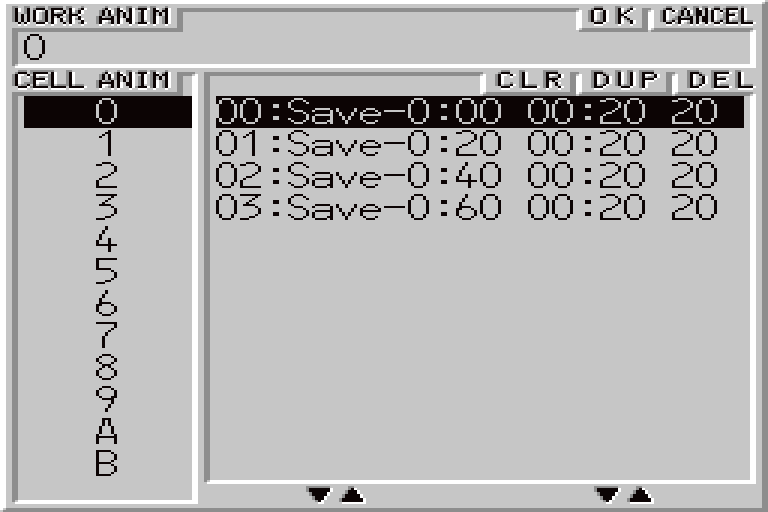 WORK ANIM OK CANCEL
0
CELL ANIM CLR DUP DEL
0 00:Save-0:00 00:20 20
1 01:Save-0:20 00:20 20
2 02:Save-0:40 00:20 20
3 03:Save-0:60 00:20 20
4
5
6
7
8
9
A
B